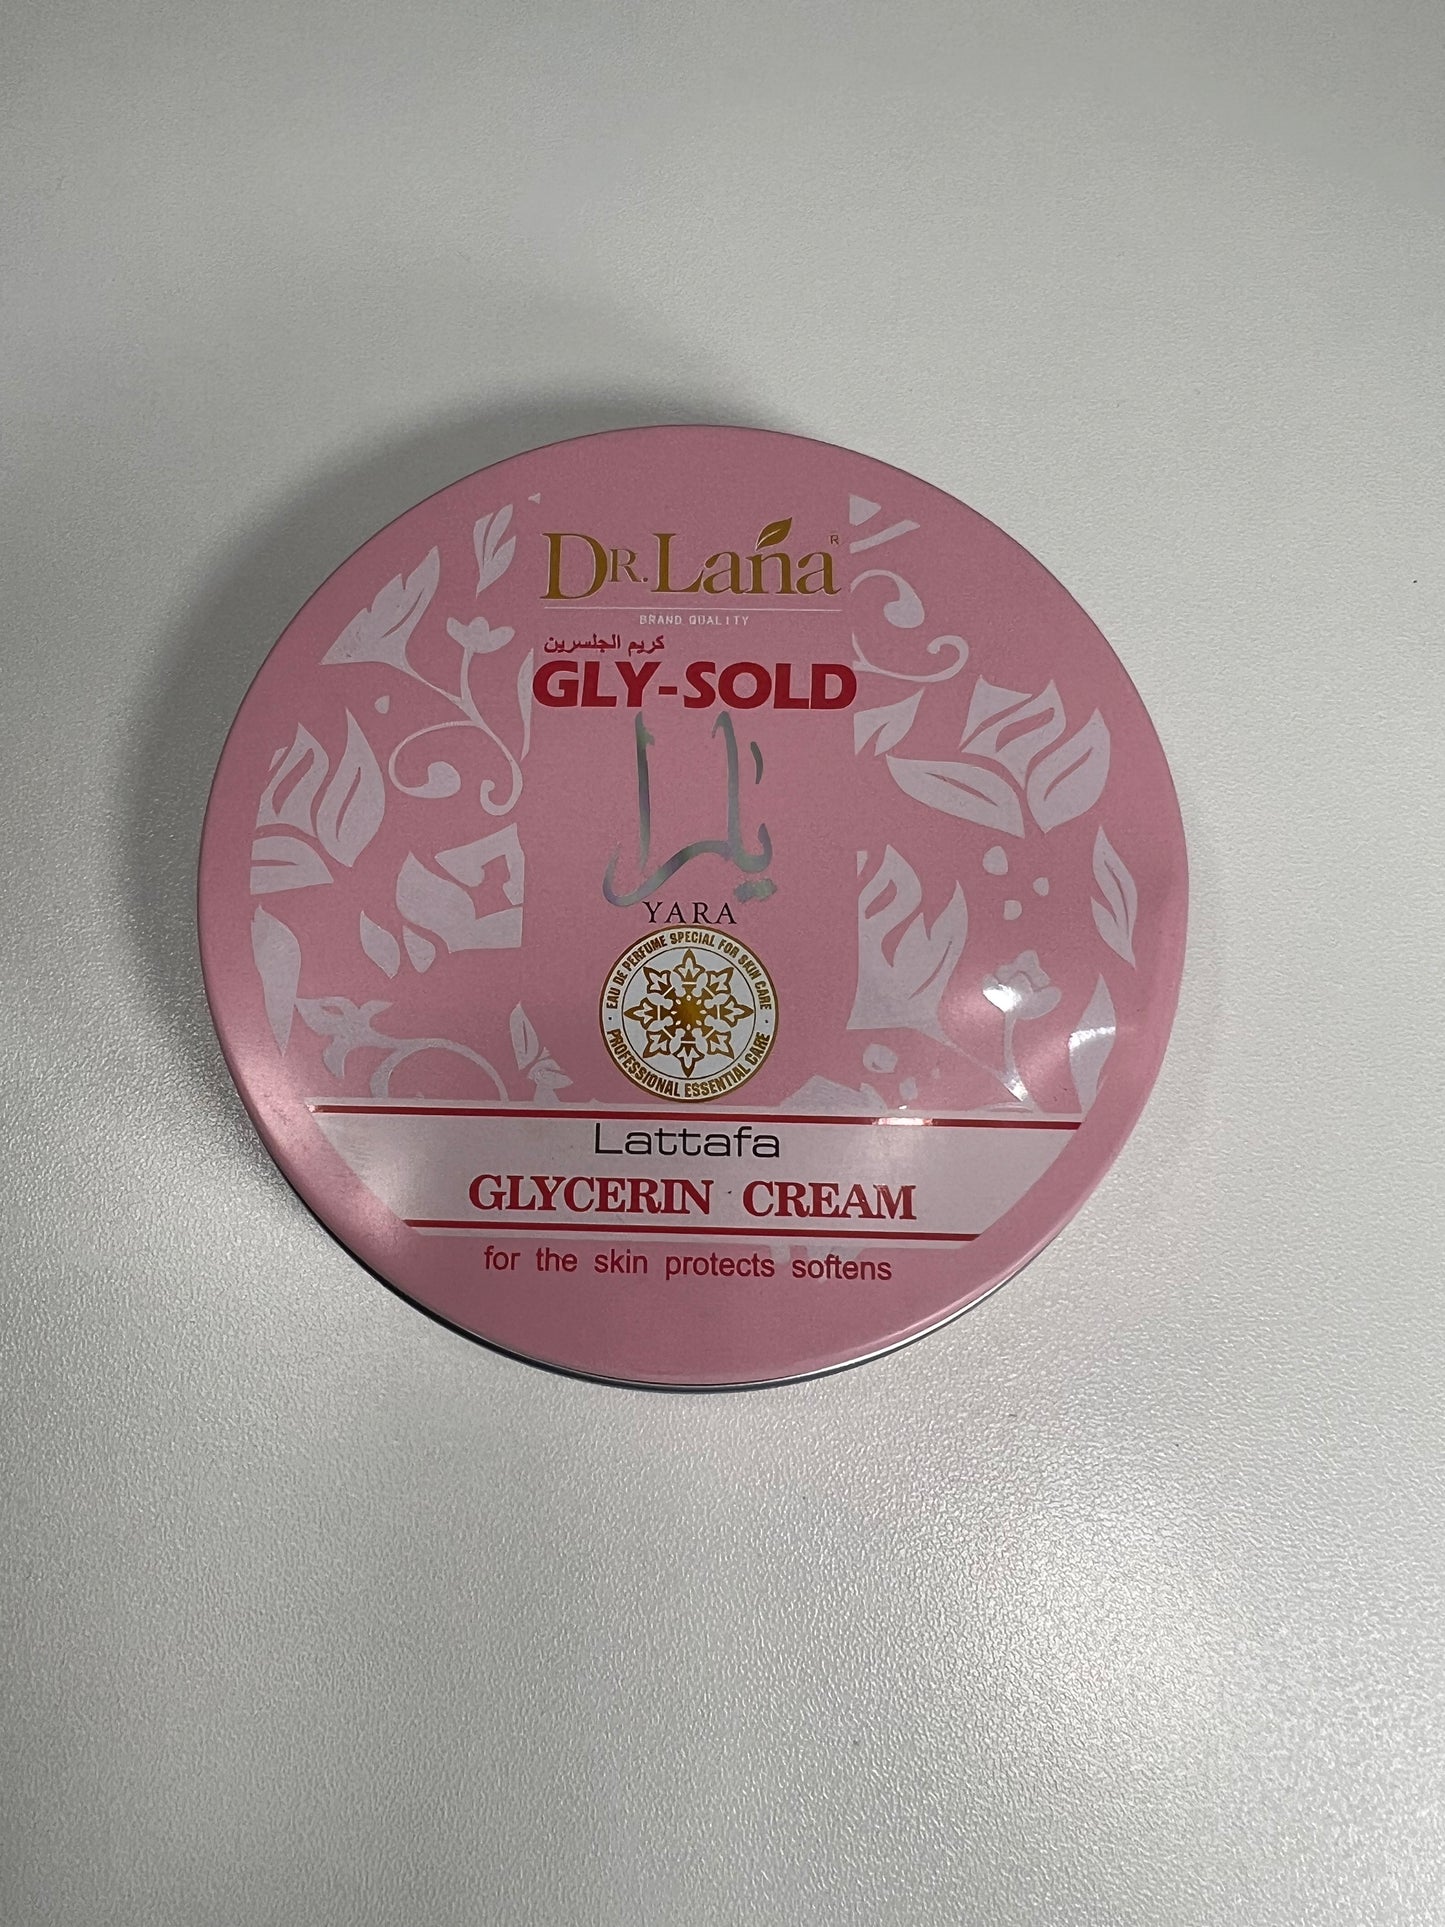 DR. Lana ®
BRAND QUALITY
كريم الجلسرين
GLY-SOLD
يارا
YARA
· EAU DE PERFUME SPECIAL FOR SKIN CARE ·
PROFESSIONAL ESSENTIAL CARE
Lattafa
GLYCERIN CREAM
for the skin protects softens